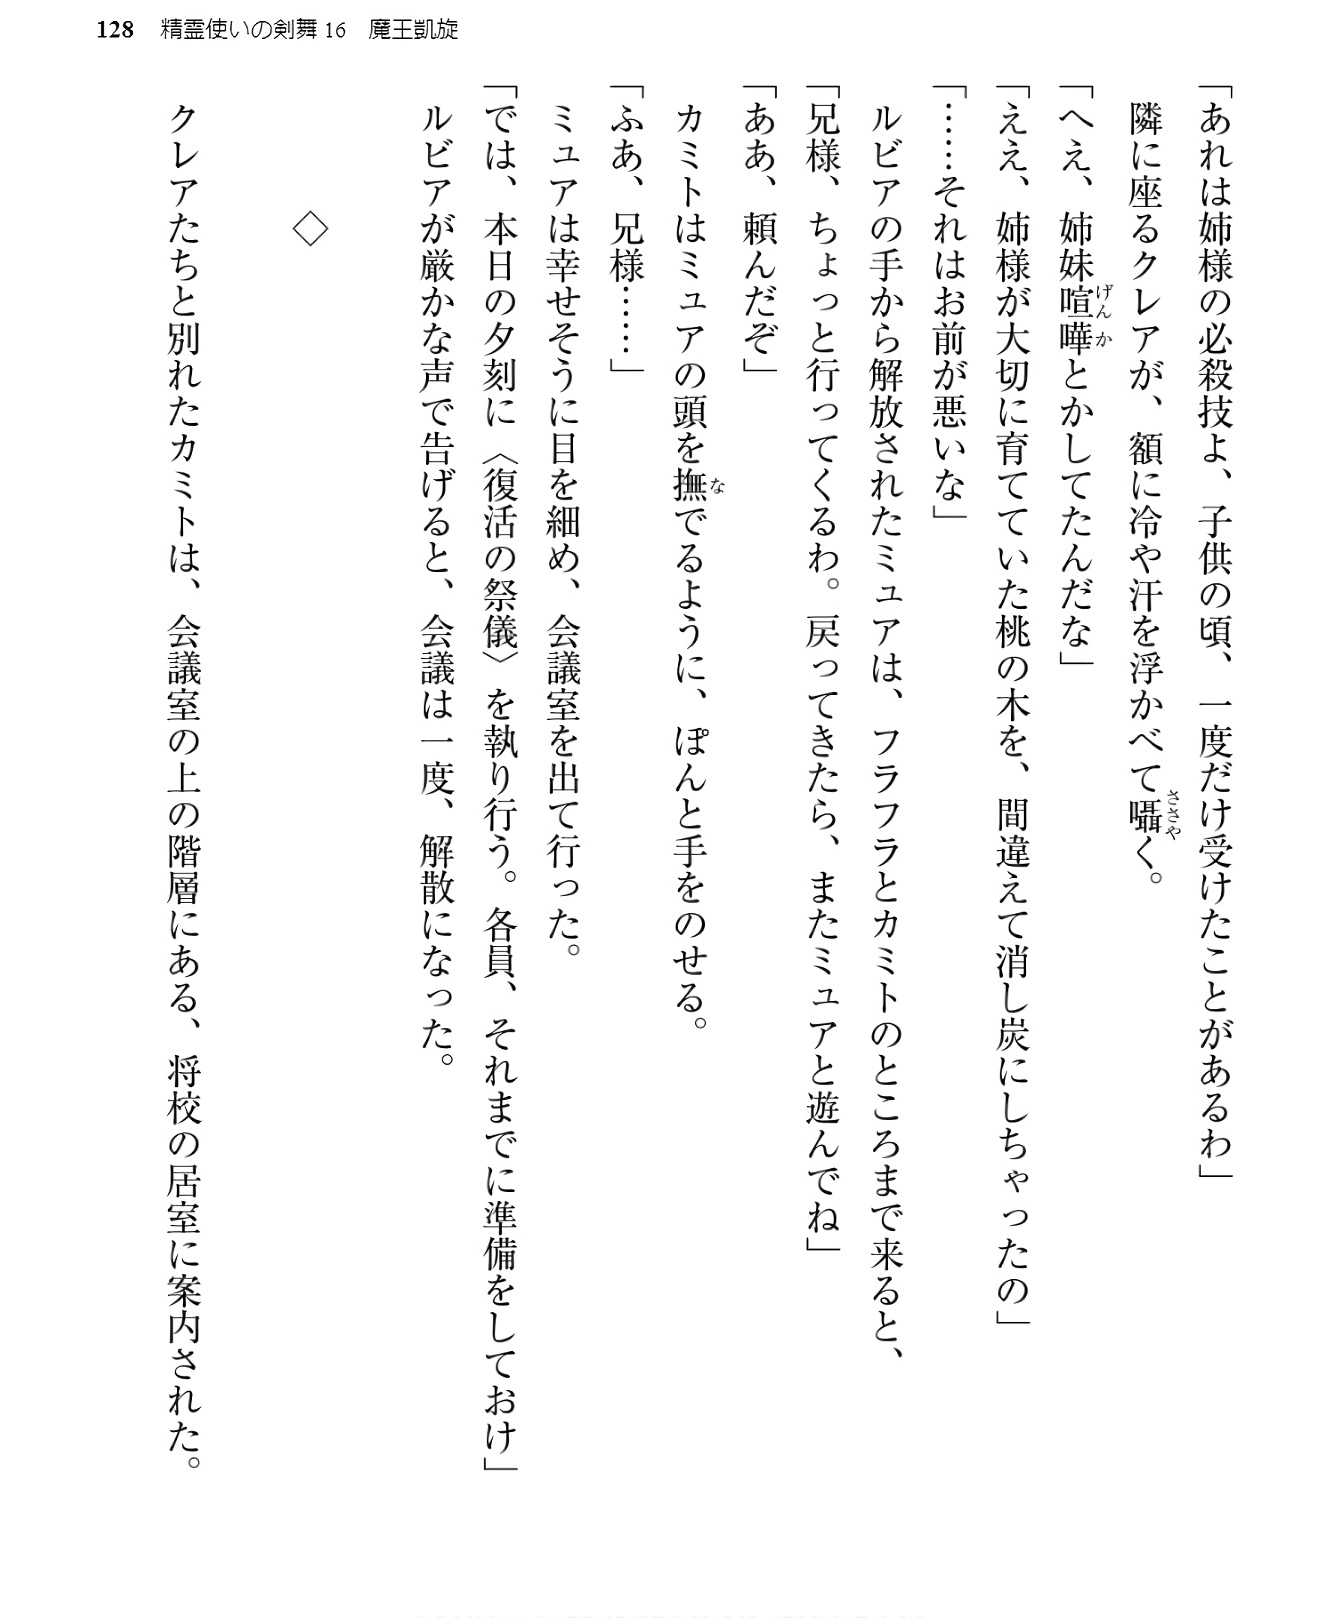 128 精霊使いの剣舞16 魔王凱旋
「あれは姉様の必殺技よ、子供の頃、一度だけ受けたことがあるわ」
隣に座るクレアが、額に冷や汗を浮かべて囁く。
「へえ、姉妹喧嘩とかしてたんだな」
「ええ、姉様が大切に育てていた桃の木を、間違えて消し炭にしちゃったの」
「……それはお前が悪いな」
ルビアの手から解放されたミュアは、フラフラとカミトのところまで来ると、
「兄様、ちょっと行ってくるわ。戻ってきたら、またミュアと遊んでね」
「ああ、頼んだぞ」
カミトはミュアの頭を撫でるように、ぽんと手をのせる。
「ふあ、兄様……」
ミュアは幸せそうに目を細め、会議室を出て行った。
「では、本日の夕刻に〈復活の祭儀〉を執り行う。各員、それまでに準備をしておけ」
ルビアが厳かな声で告げると、会議は一度、解散になった。
◇
クレアたちと別れたカミトは、会議室の上の階層にある、将校の居室に案内された。